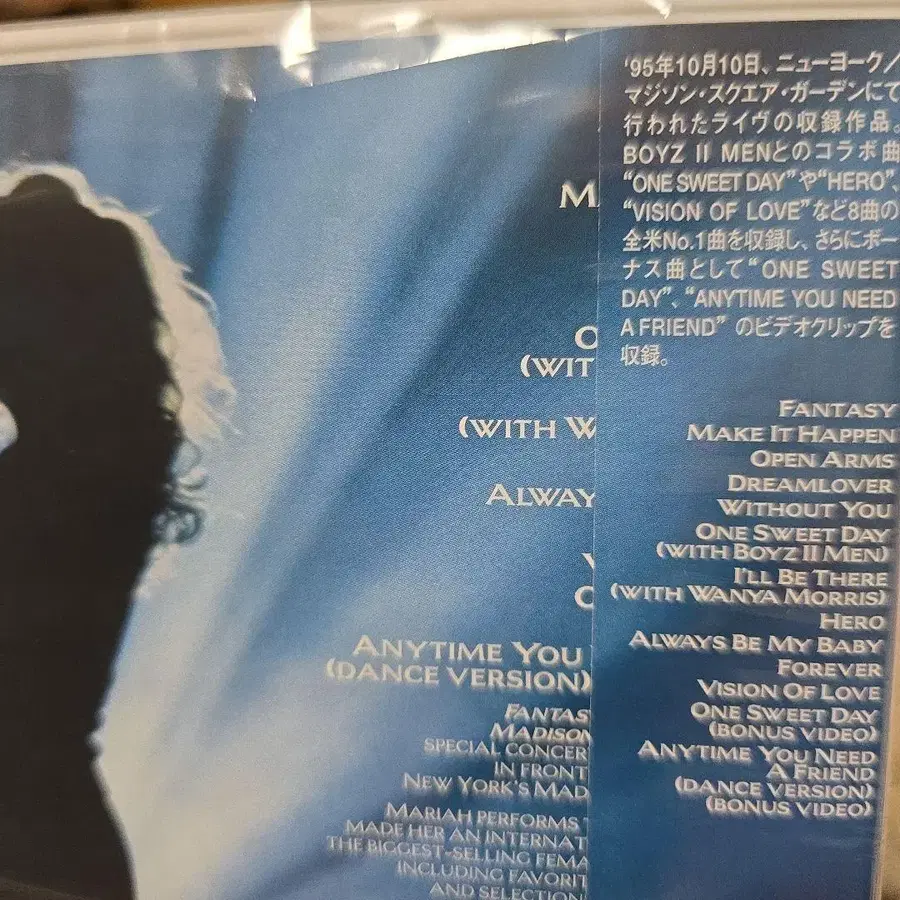 '95年10月10日、ニューヨーク/
マジソン・スクエア・ガーデンにて
行われたライヴの収録作品。
BOYZ II MENとのコラボ曲
"ONE SWEET DAY"や"HERO"、
"VISION OF LOVE"など8曲の
全米No.1曲を収録し、さらにボー
ナス曲として"ONE SWEET
DAY"、"ANYTIME YOU NEED
A FRIEND" のビデオクリップを
収録。
FANTASY
MAKE IT HAPPEN
OPEN ARMS
DREAMLOVER
WITHOUT YOU
ONE SWEET DAY
(WITH BOYZ II MEN)
I'LL BE THERE
(WITH WANYA MORRIS)
HERO
ALWAYS BE MY BABY
FOREVER
VISION OF LOVE
ONE SWEET DAY
(BONUS VIDEO)
ANYTIME YOU NEED
A FRIEND
(DANCE VERSION)
(BONUS VIDEO)
M
O
(WIT
(WITH W
ALWAY
V
O
ANYTIME YOU
(DANCE VERSION)
FANTAS
MADISON
SPECIAL CONCER
IN FRONT
NEW YORK'S MAD
MARIAH PERFORMS
MADE HER AN INTERNAT
THE BIGGEST-SELLING FEMA
INCLUDING FAVORIT
AND SELECTION